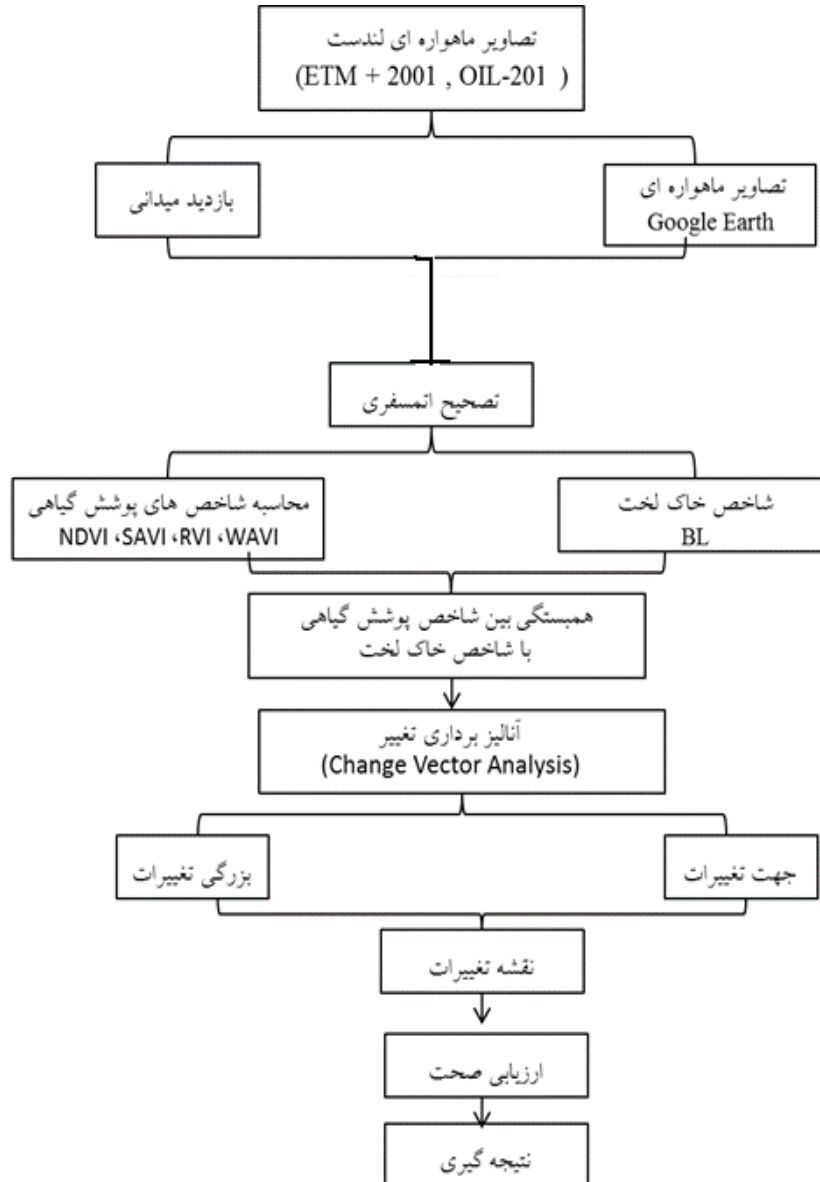 تصاویر ماهواره ای لندست
(ETM + 2001 , OIL-201 )
تصاویر ماهواره ای
Google Earth
بازدید میدانی
تصحیح اتمسفری
شاخص خاک لخت
BL
محاسبه شاخص های پوشش گیاهی
NDVI ،SAVI ،RVI ،WAVI
همبستگی بین شاخص پوشش گیاهی
با شاخص خاک لخت
آنالیز برداری تغییر
(Change Vector Analysis)
جهت تغییرات
بزرگی تغییرات
نقشه تغییرات
ارزیابی صحت
نتیجه گیری